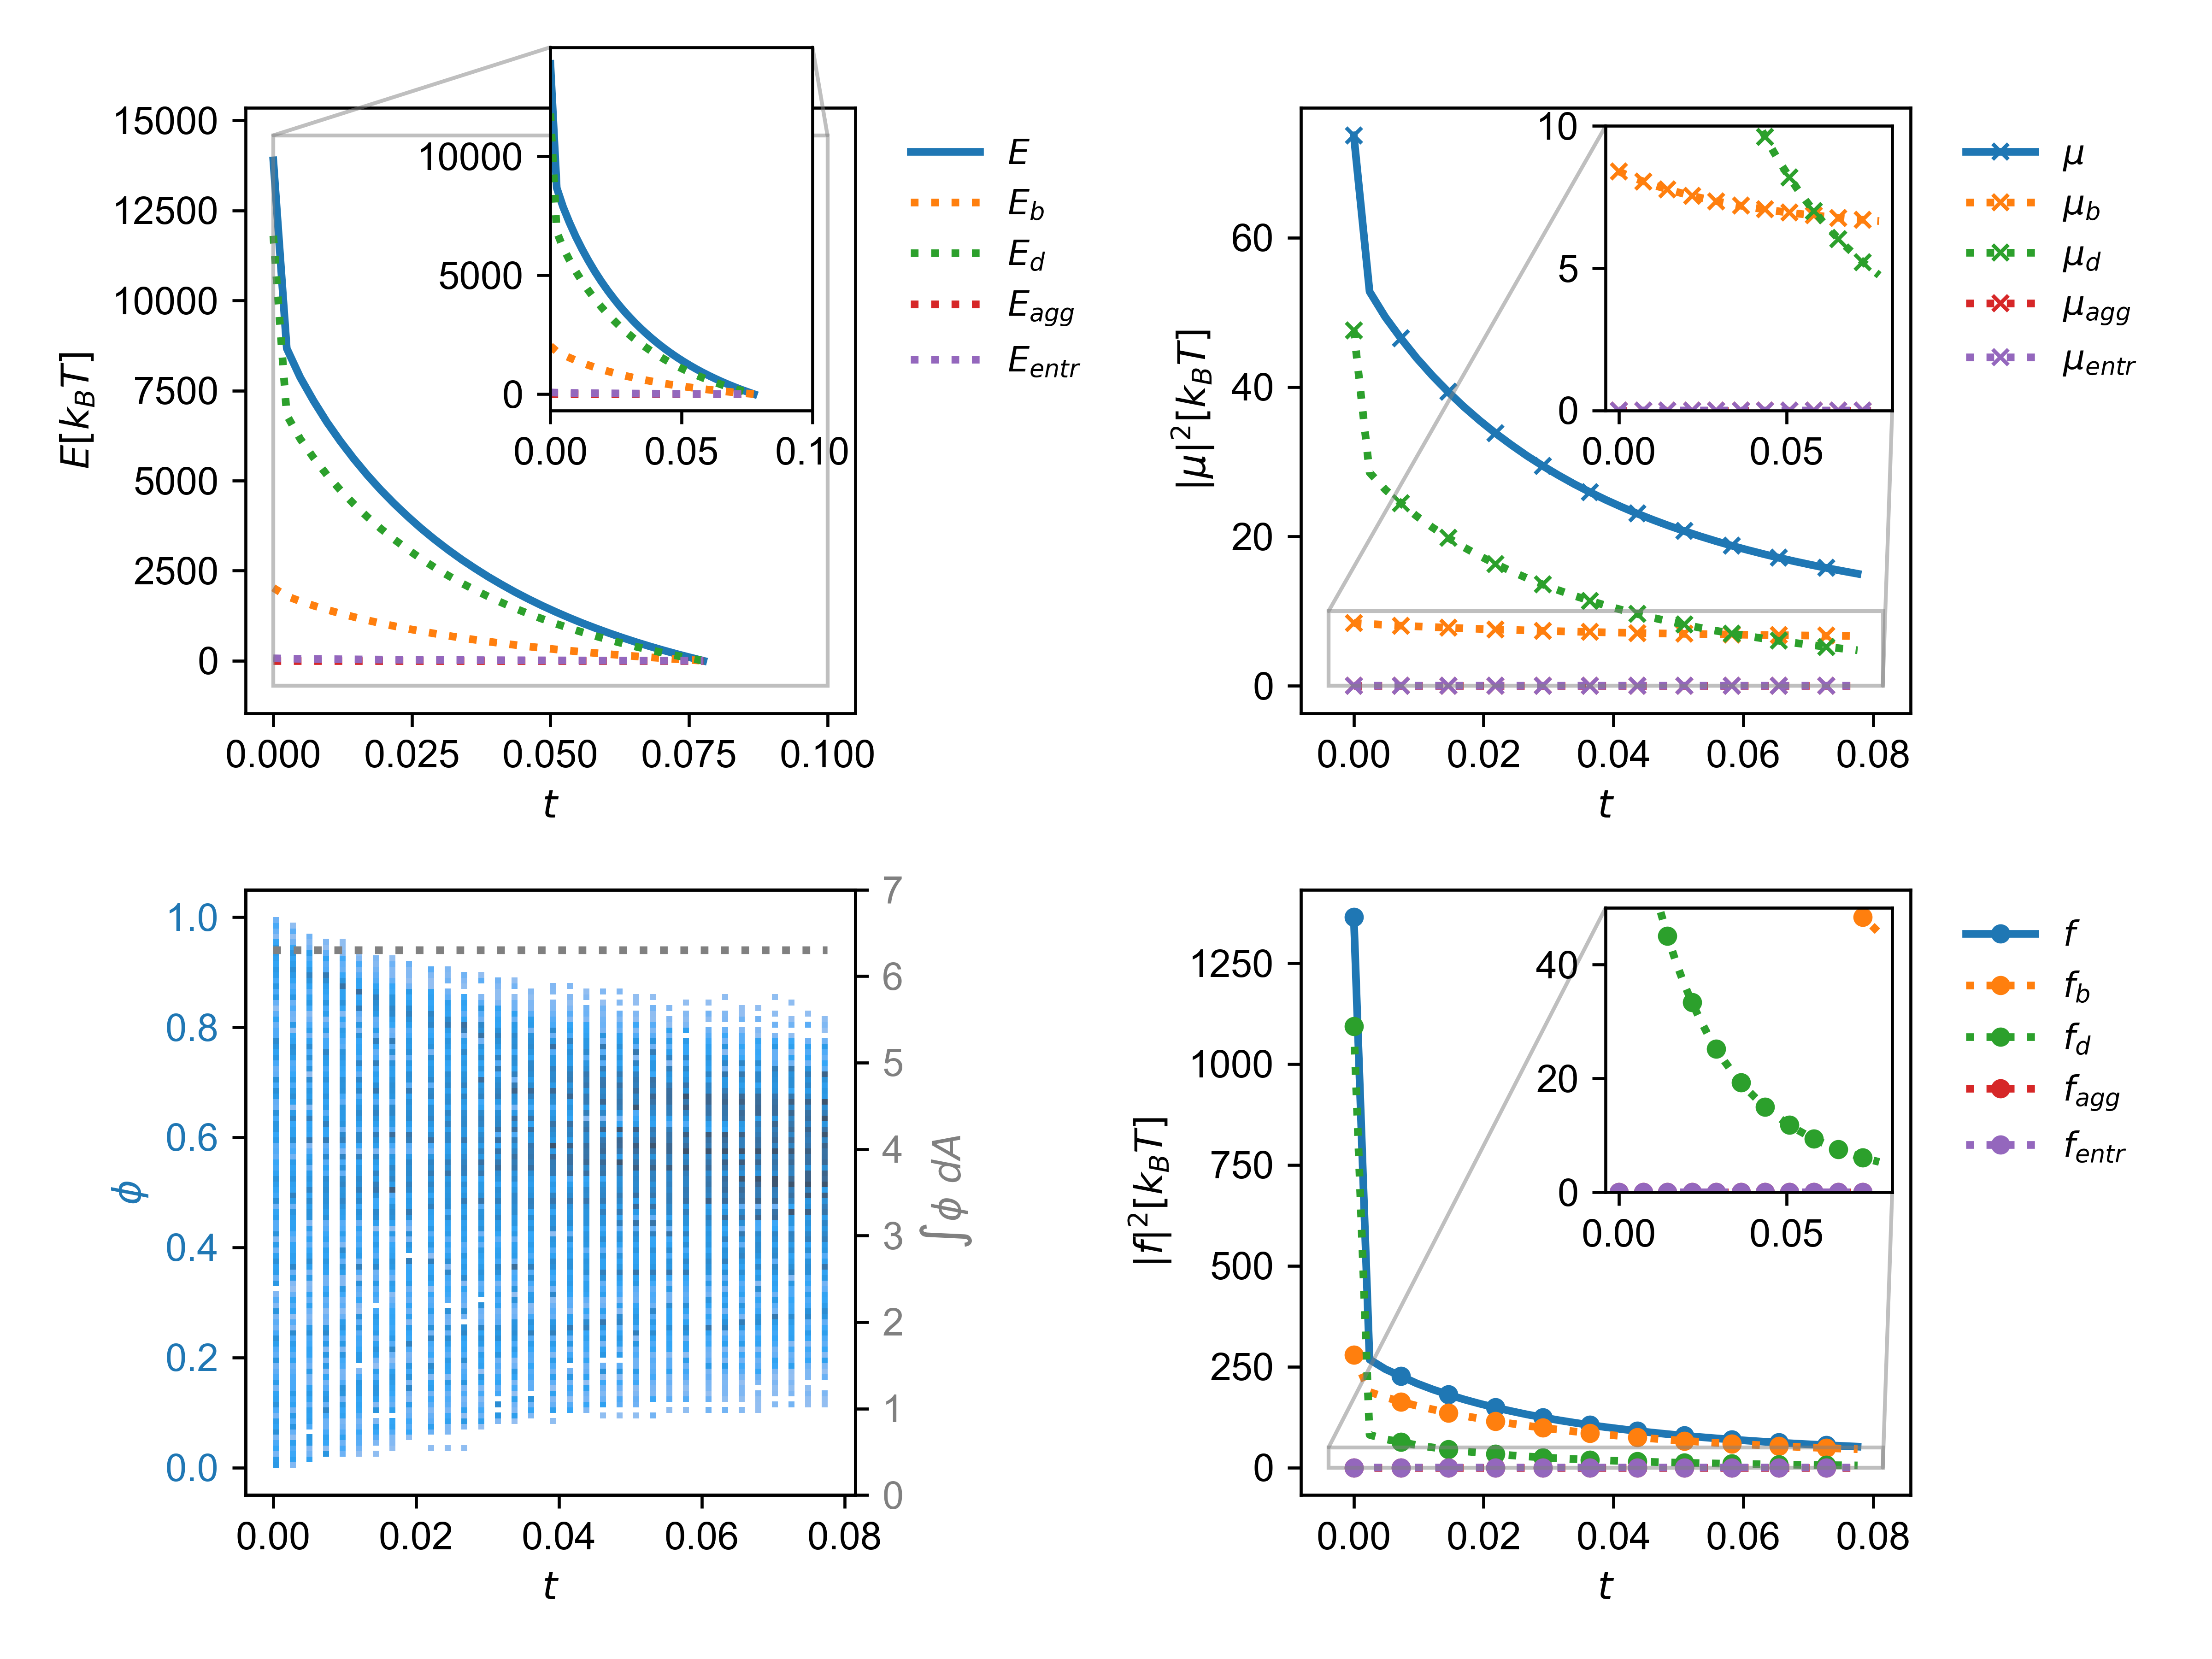 15000
12500
10000
7500
5000
2500
0
E[k_BT]
0.000 0.025 0.050 0.075 0.100
t
10000
5000
0
0.00 0.05 0.10
E
E_b
E_d
E_agg
E_entr
60
40
20
0
|μ|²[k_BT]
0.00 0.02 0.04 0.06 0.08
t
10
5
0
0.00 0.05
μ
μ_b
μ_d
μ_agg
μ_entr
1.0
0.8
0.6
0.4
0.2
0.0
ϕ
0.00 0.02 0.04 0.06 0.08
t
7
6
5
4
3
2
1
0
∫ϕ dA
1250
1000
750
500
250
0
|f|²[k_BT]
0.00 0.02 0.04 0.06 0.08
t
40
20
0
0.00 0.05
f
f_b
f_d
f_agg
f_entr